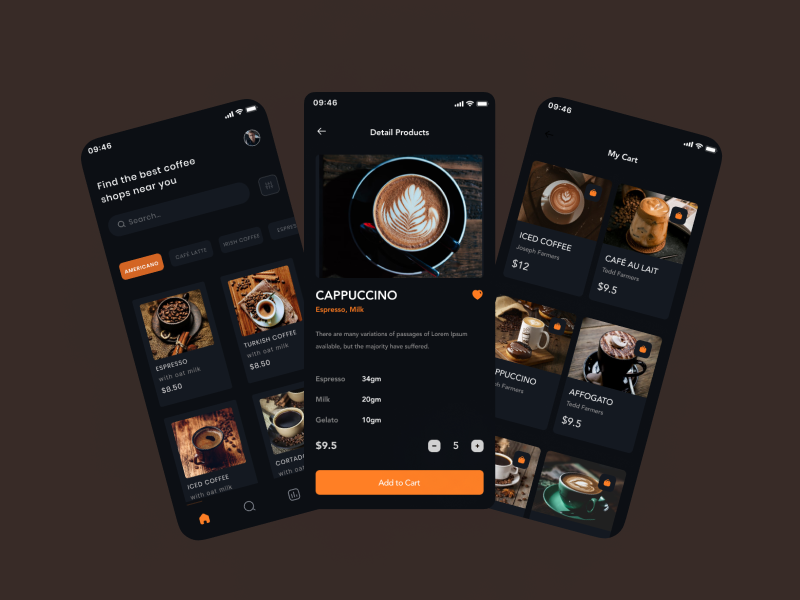 09:46
Find the best coffee
shops near you
Search..
AMERICANO
CAFE LATTE
IRISH COFFEE
ESPRES
ESPRESSO
with oat milk
$8.50
TURKISH COFFEE
with oat milk
$8.50
ICED COFFEE
with oat milk
CORTAD
with oat
09:46
Detail Products
CAPPUCCINO
Espresso, Milk
There are many variations of passages of Lorem Ipsum
available, but the majority have suffered.
Espresso 34gm
Milk 20gm
Gelato 10gm
$9.5
5
Add to Cart
09:46
My Cart
ICED COFFEE
Joseph Farmers
$12
CAFÉ AU LAIT
Tedd Farmers
$9.5
PPUCCINO
ph Farmers
AFFOGATO
Tedd Farmers
$9.5